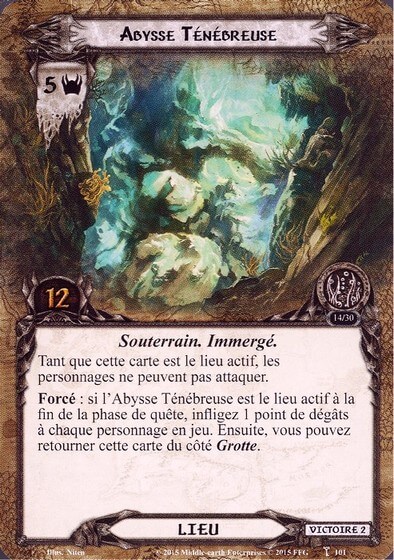 Abysse Ténébreuse
5
12
14/30
Souterrain. Immergé.
Tant que cette carte est le lieu actif, les
personnages ne peuvent pas attaquer.
Forcé : si l'Abysse Ténébreuse est le lieu actif à la
fin de la phase de quête, infligez 1 point de dégâts
à chaque personnage en jeu. Ensuite, vous pouvez
retourner cette carte du côté Grotte.
LIEU
VICTOIRE 2
Illus. Niten
© 2015 Middle-earth Enterprises © 2015 FFG
101